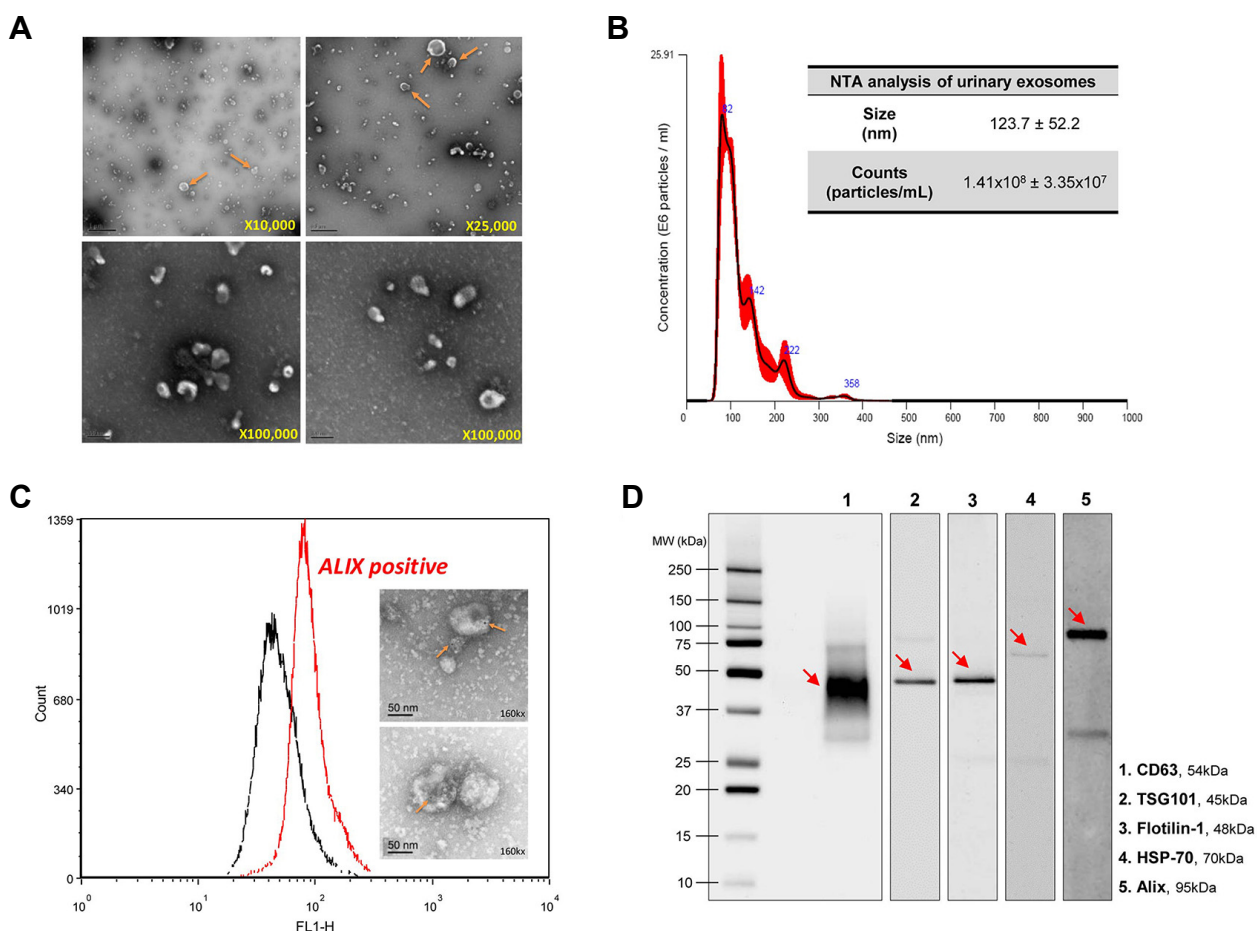 A
X10,000
X25,000
X100,000
X100,000
B
25.91
Concentration (E6 particles / ml)
0
100
200
300
400
500
600
700
800
900
1000
Size (nm)
142
358
NTA analysis of urinary exosomes
Size
(nm)
123.7 ± 52.2
Counts
(particles/mL)
1.41x10⁸ ± 3.35x10⁷
C
1359
1019
680
340
0
Count
10⁰
10¹
10²
10³
10⁴
FL1-H
ALIX positive
50 nm
160kx
50 nm
160kx
D
1
2
3
4
5
MW (kDa)
250
150
100
75
50
37
25
20
15
10
1. CD63, 54kDa
2. TSG101, 45kDa
3. Flotilin-1, 48kDa
4. HSP-70, 70kDa
5. Alix, 95kDa